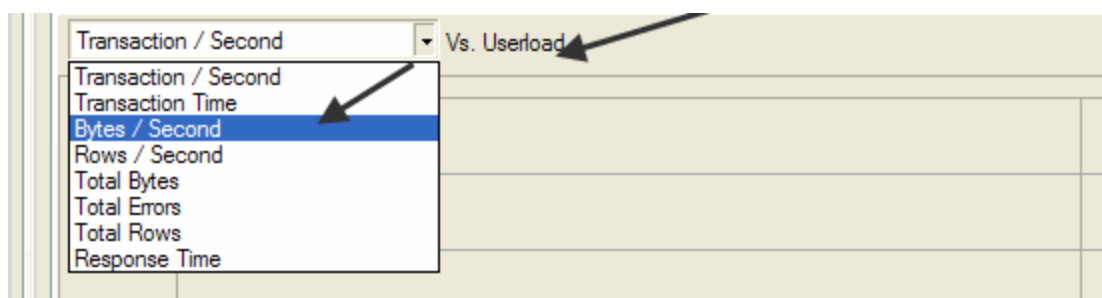 Transaction / Second Vs. Userload
Transaction / Second
Transaction Time
Bytes / Second
Rows / Second
Total Bytes
Total Errors
Total Rows
Response Time